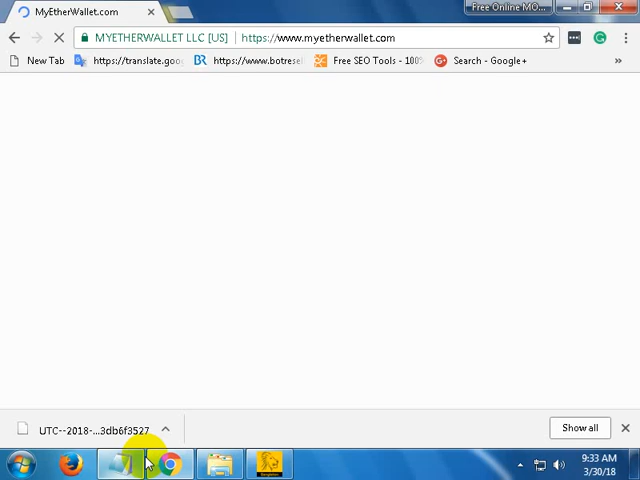 MyEtherWallet.com
Free Online MO...
MYETHERWALLET LLC [US]
https://www.myetherwallet.com
New Tab
https://translate.goo
BR
https://www.botrese
Free SEO Tools - 100%
G+
Search - Google+
UTC--2018-...3db6f3527
Show all
9:33 AM
3/30/18